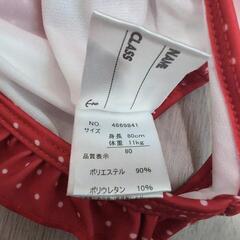 NAME
CLASS
NO. 4669841
サイズ
身長 80cm
体重 11kg
品質表示 80
ポリエステル 90%
ポリウレタン 10%